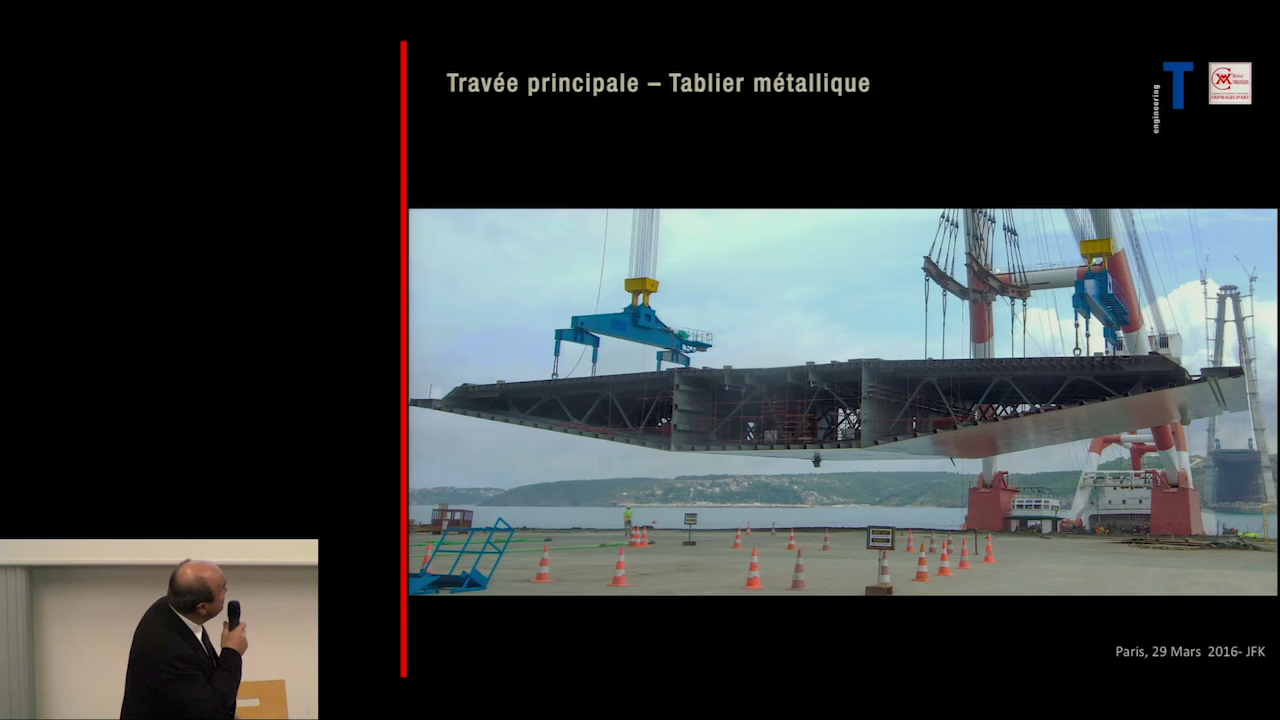 Travée principale – Tablier métallique
engineering
T
Paris, 29 Mars 2016- JFK